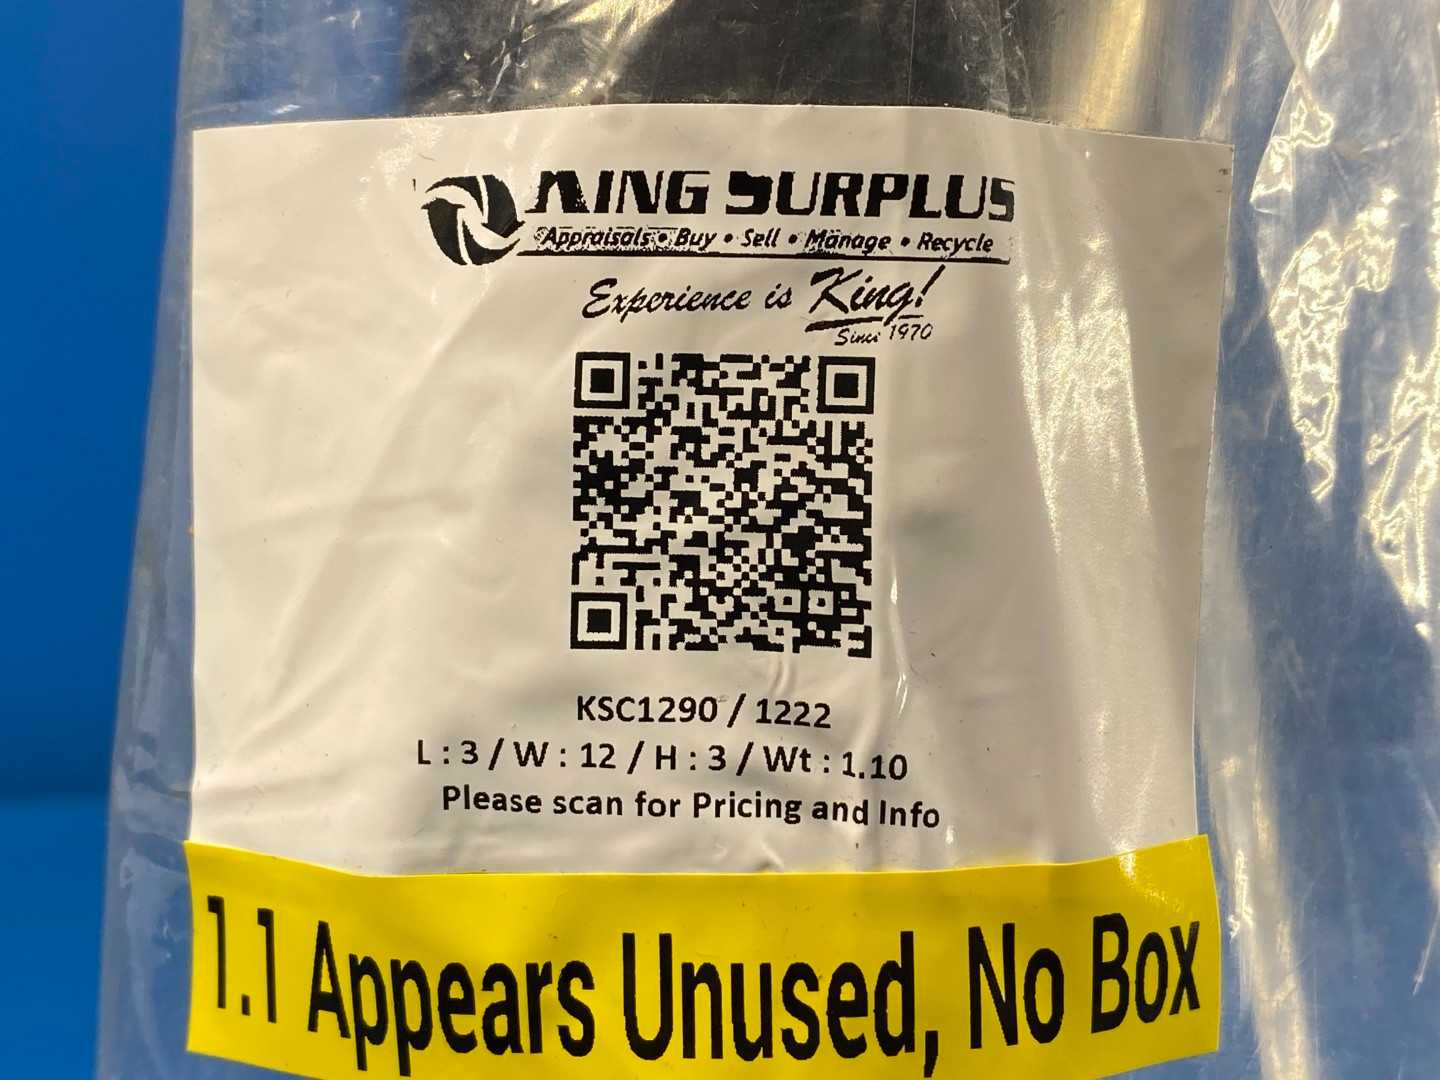 KING SURPLUS
Appraisals • Buy • Sell • Manage • Recycle
Experience is King!
Since 1970
KSC1290 / 1222
L : 3 / W : 12 / H : 3 / Wt : 1.10
Please scan for Pricing and Info
1.1 Appears Unused, No Box